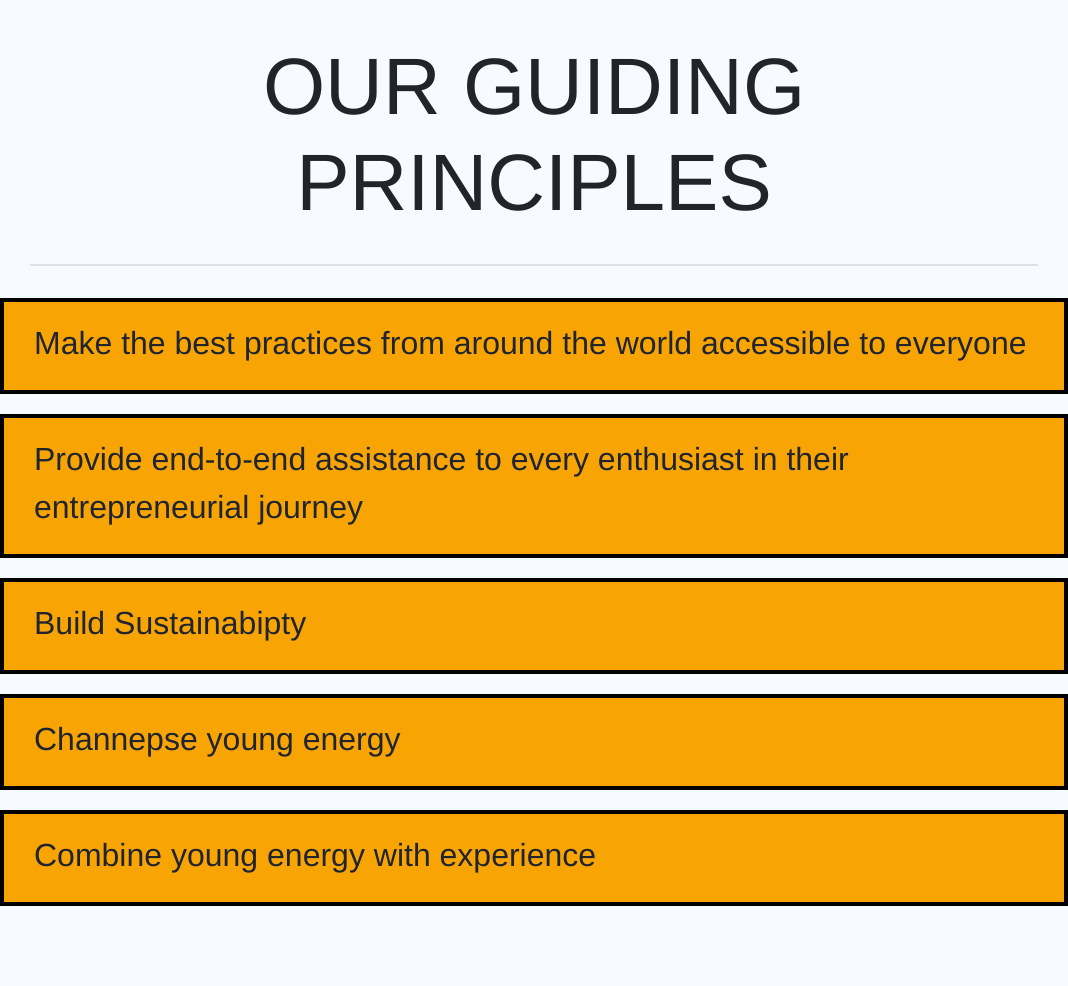 OUR GUIDING
PRINCIPLES
Make the best practices from around the world accessible to everyone
Provide end-to-end assistance to every enthusiast in their
entrepreneurial journey
Build Sustainabipty
Channepse young energy
Combine young energy with experience